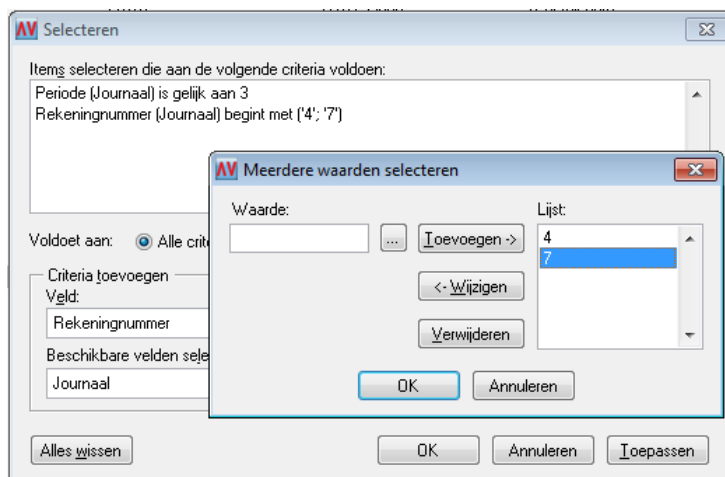 Selecteren
Items selecteren die aan de volgende criteria voldoen:
Periode (Journaal) is gelijk aan 3
Rekeningnummer (Journaal) begint met ('4'; '7')
Meerdere waarden selecteren
Waarde:
Lijst:
...
Toevoegen ->
4
7
<- Wijzigen
Verwijderen
OK
Annuleren
Voldoet aan:
Alle crite
Criteria toevoegen
Veld:
Rekeningnummer
Beschikbare velden sele
Journaal
Alles wissen
OK
Annuleren
Toepassen